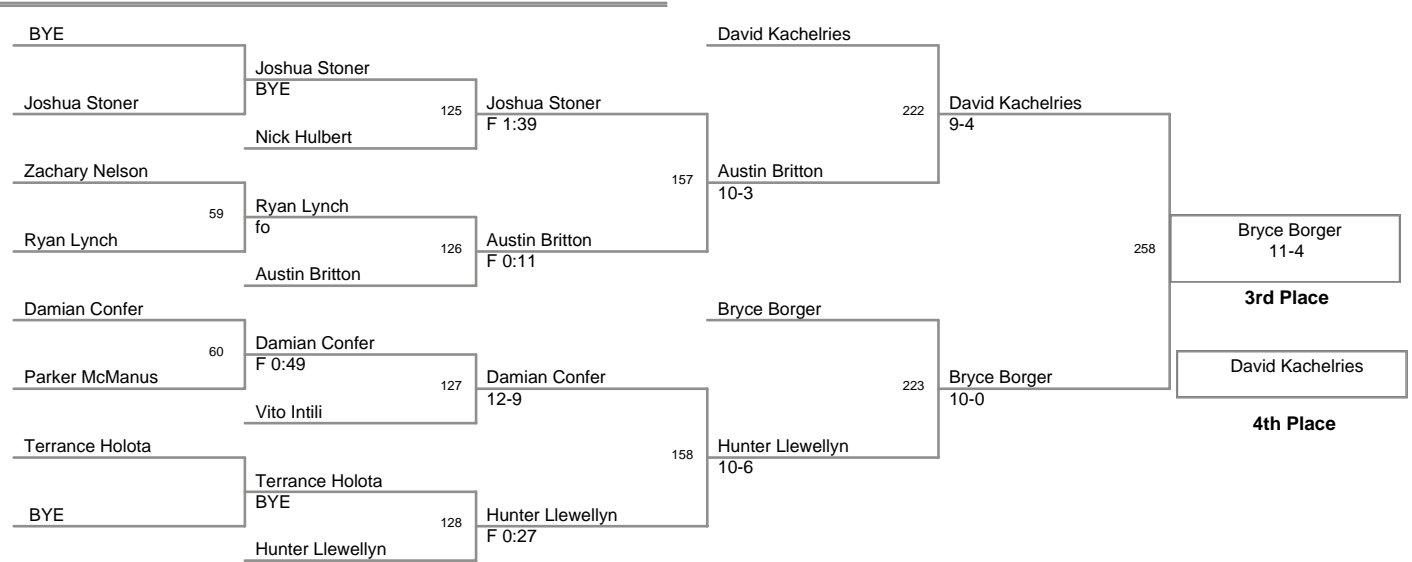 BYE
Joshua Stoner
Zachary Nelson
59
Ryan Lynch
Damian Confer
60
Parker McManus
Terrance Holota
BYE
Joshua Stoner
BYE
125
Nick Hulbert
Ryan Lynch
fo
126
Austin Britton
Damian Confer
F 0:49
127
Vito Intili
Terrance Holota
BYE
128
Hunter Llewellyn
Joshua Stoner
F 1:39
157
Austin Britton
F 0:11
Damian Confer
12-9
158
Hunter Llewellyn
F 0:27
David Kachelries
222
Austin Britton
10-3
Bryce Borger
223
Hunter Llewellyn
10-6
David Kachelries
9-4
258
Bryce Borger
10-0
Bryce Borger
11-4
3rd Place
David Kachelries
4th Place